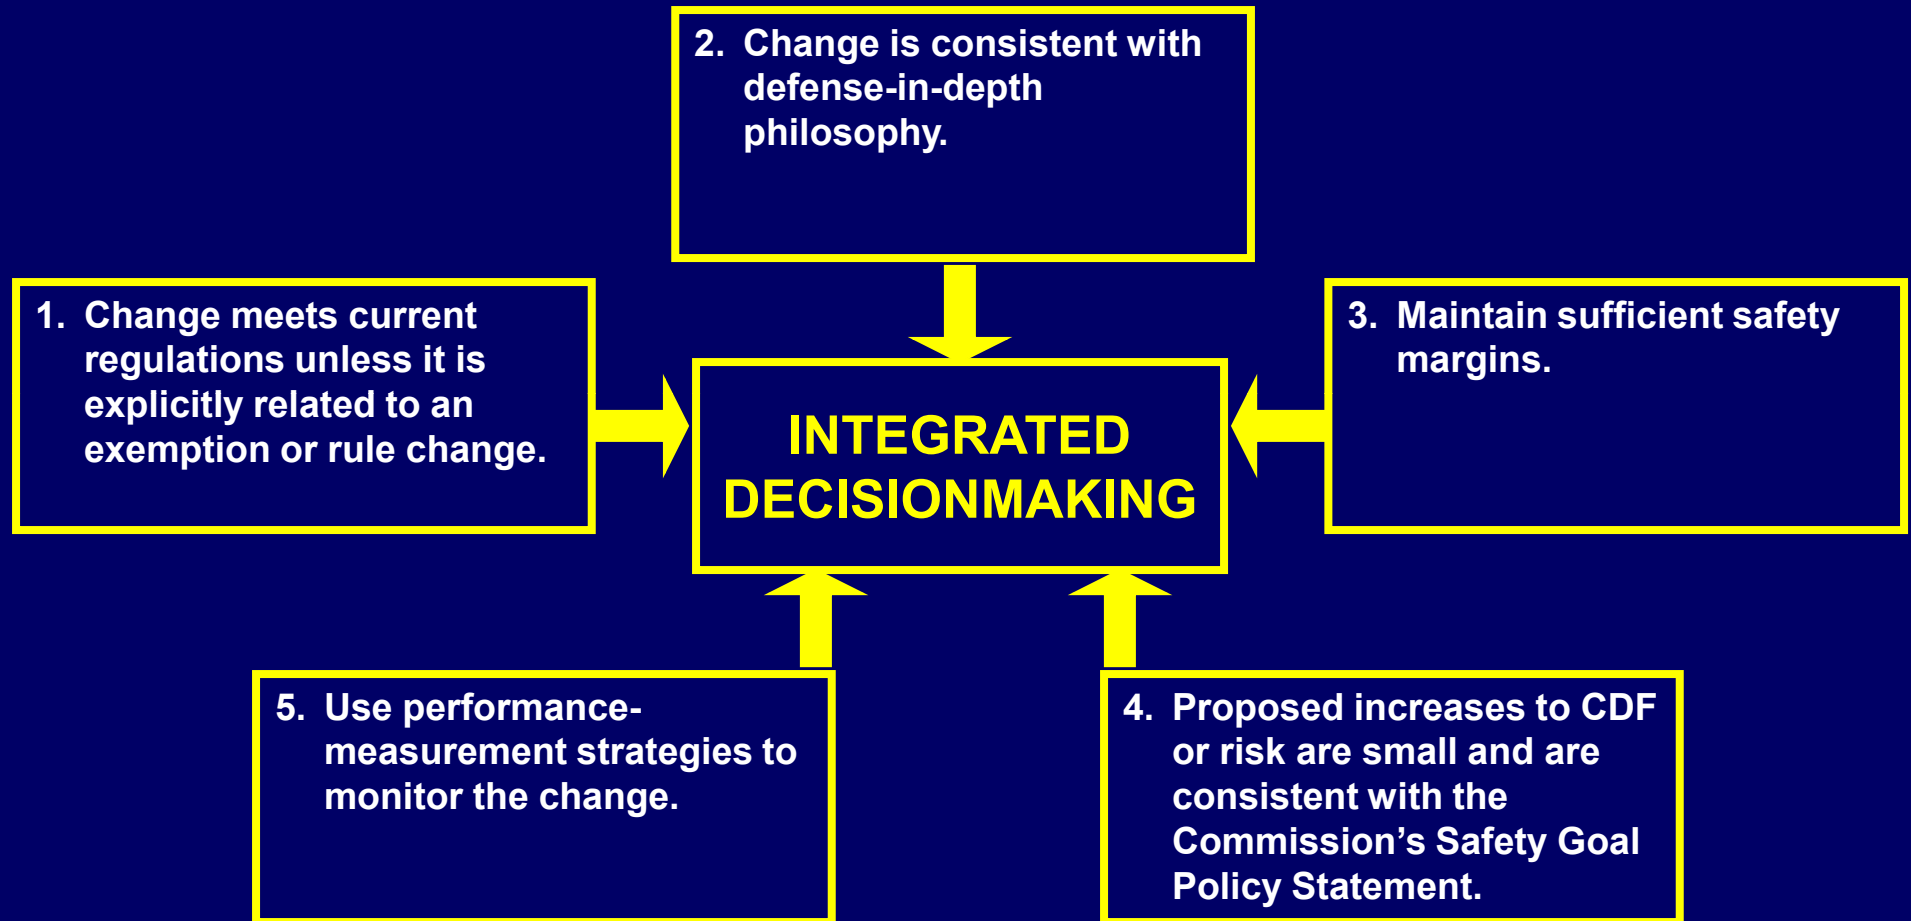 1. Change meets current
regulations unless it is
explicitly related to an
exemption or rule change.
2. Change is consistent with
defense-in-depth
philosophy.
3. Maintain sufficient safety
margins.
INTEGRATED
DECISIONMAKING
4. Proposed increases to CDF
or risk are small and are
consistent with the
Commission’s Safety Goal
Policy Statement.
5. Use performance-
measurement strategies to
monitor the change.